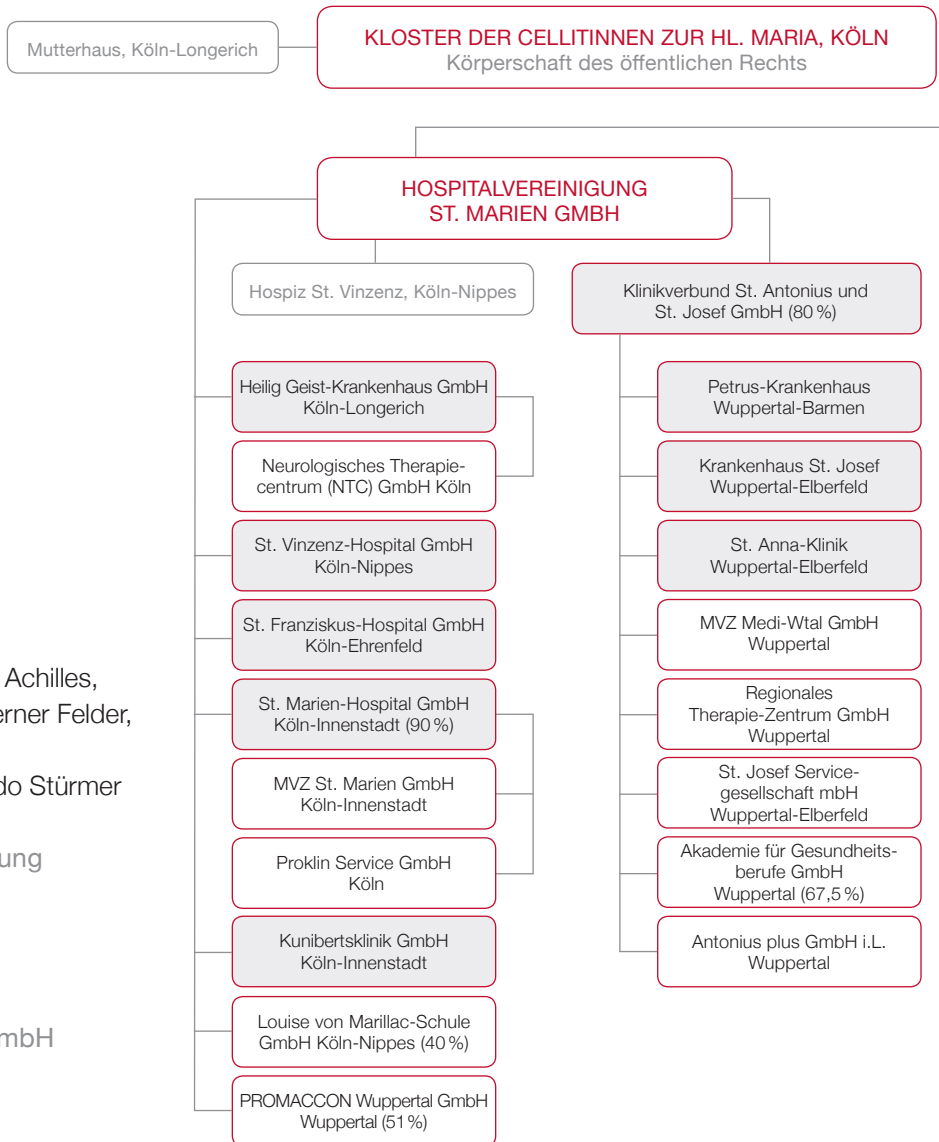 Mutterhaus, Köln-Longerich
KLOSTER DER CELLITINNEN ZUR HL. MARIA, KÖLN
Körperschaft des öffentlichen Rechts
HOSPITALVEREINIGUNG
ST. MARIEN GMBH
Hospiz St. Vinzenz, Köln-Nippes
Heilig Geist-Krankenhaus GmbH
Köln-Longerich
Neurologisches Therapie-
centrum (NTC) GmbH Köln
St. Vinzenz-Hospital GmbH
Köln-Nippes
St. Franziskus-Hospital GmbH
Köln-Ehrenfeld
St. Marien-Hospital GmbH
Köln-Innenstadt (90 %)
MVZ St. Marien GmbH
Köln-Innenstadt
Proklin Service GmbH
Köln
Kunibertsklinik GmbH
Köln-Innenstadt
Louise von Marillac-Schule
GmbH Köln-Nippes (40 %)
PROMACCON Wuppertal GmbH
Wuppertal (51 %)
Klinikverbund St. Antonius und
St. Josef GmbH (80 %)
Petrus-Krankenhaus
Wuppertal-Barmen
Krankenhaus St. Josef
Wuppertal-Elberfeld
St. Anna-Klinik
Wuppertal-Elberfeld
MVZ Medi-Wtal GmbH
Wuppertal
Regionales
Therapie-Zentrum GmbH
Wuppertal
St. Josef Service-
gesellschaft mbH
Wuppertal-Elberfeld
Akademie für Gesundheits-
berufe GmbH
Wuppertal (67,5 %)
Antonius plus GmbH i.L.
Wuppertal
Achilles,
erner Felder,
do Stürmer
ung
mbH